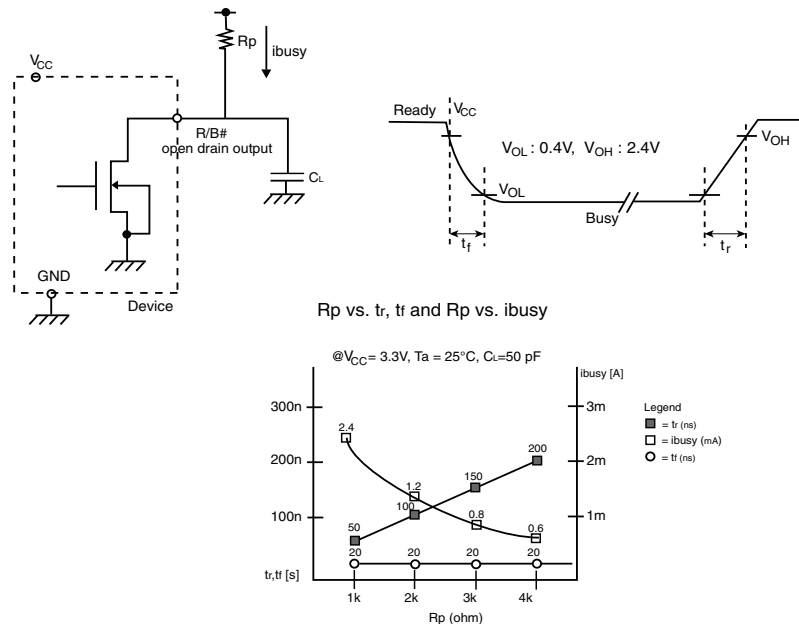 Rp
ibusy
VCC
R/B#
open drain output
CL
GND
Device
Ready
VCC
VOL : 0.4V, VOH : 2.4V
VOH
VOL
Busy
tf
tr
Rp vs. tr, tf and Rp vs. ibusy
@VCC = 3.3V, Ta = 25°C, CL=50 pF
ibusy [A]
300n
3m
200n
2m
100n
1m
2.4
1.2
0.8
0.6
50
100
150
200
20
20
20
20
tr,tf [s]
1k
2k
3k
4k
Rp (ohm)
Legend
= tr (ns)
= ibusy (mA)
= tf (ns)